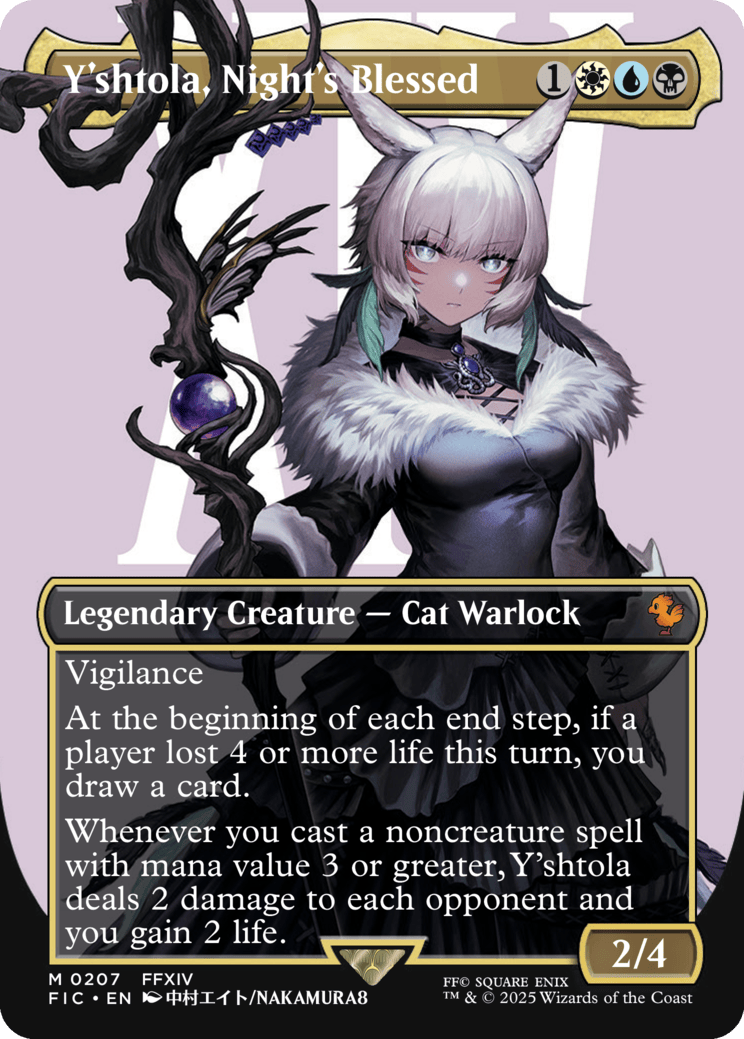 Y'shtola, Night's Blessed 1
XIV
Legendary Creature — Cat Warlock
Vigilance
At the beginning of each end step, if a
player lost 4 or more life this turn, you
draw a card.
Whenever you cast a noncreature spell
with mana value 3 or greater, Y'shtola
deals 2 damage to each opponent and
you gain 2 life.
2/4
M 0207 FFXIV
FIC • EN 中村エイト/NAKAMURA8
FF© SQUARE ENIX
™ & © 2025 Wizards of the Coast